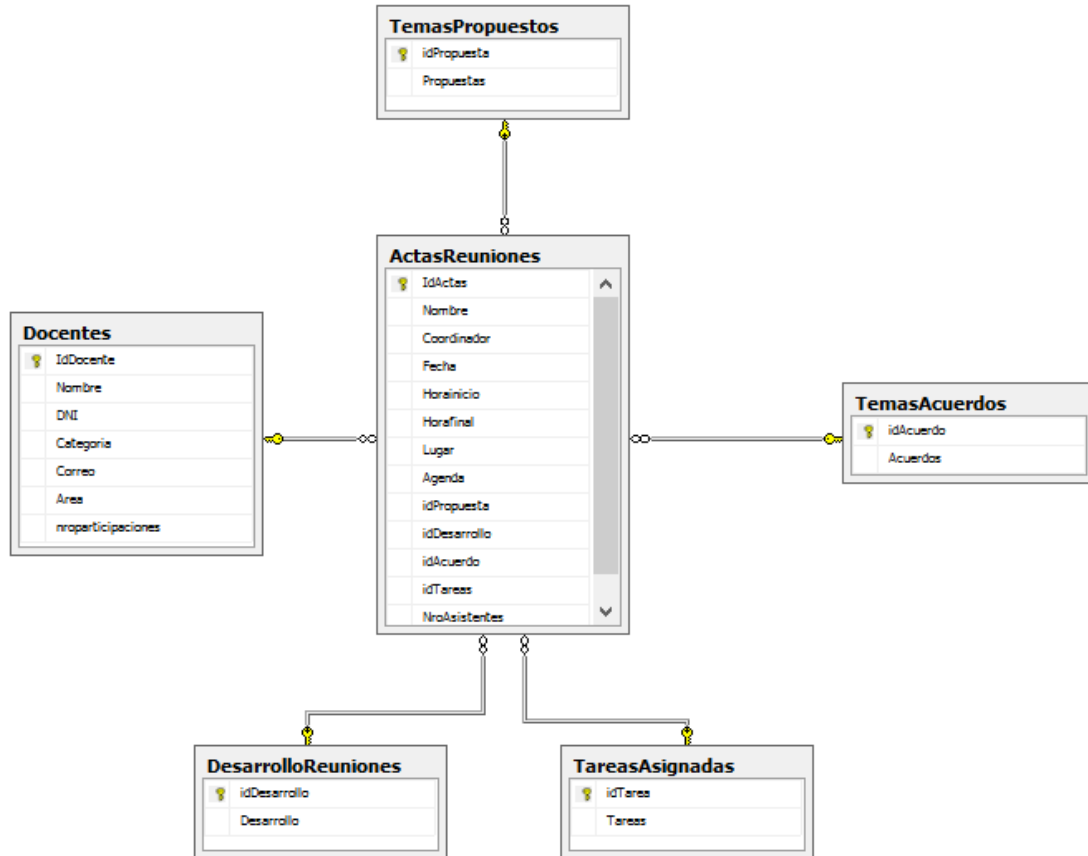 TemasPropuestos
idPropuesta
Propuestas
ActasReuniones
IdActas
Nombre
Coordinador
Fecha
Horainicio
Horafinal
Lugar
Agenda
idPropuesta
idDesarrollo
idAcuerdo
idTareas
NroAsistentes
Docentes
IdDocente
Nombre
DNI
Categoria
Correo
Area
nroparticipaciones
TemasAcuerdos
idAcuerdo
Acuerdos
DesarrolloReuniones
idDesarrollo
Desarrollo
TareasAsignadas
idTarea
Tareas